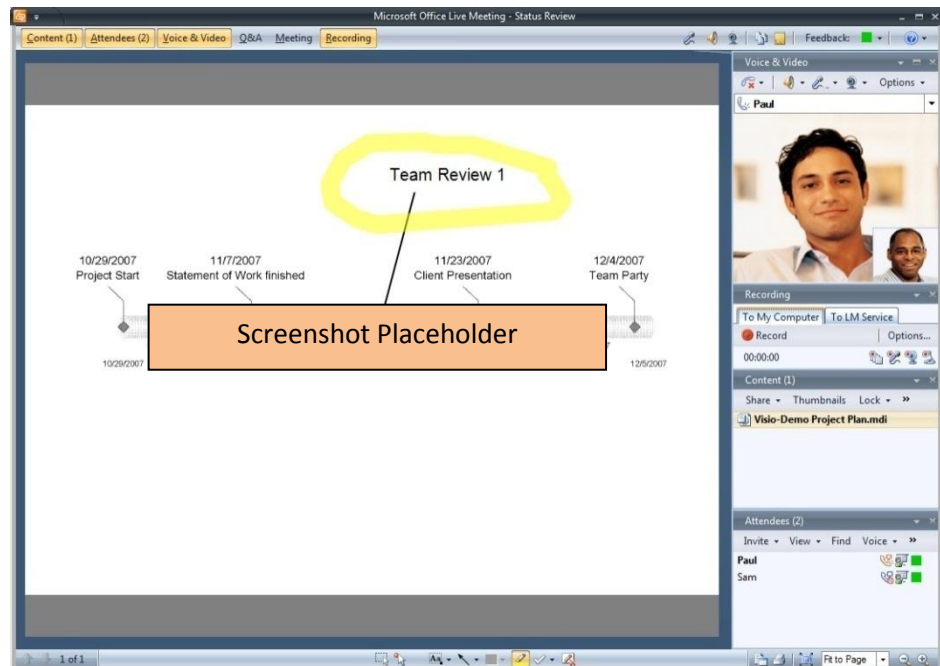 Microsoft Office Live Meeting - Status Review
Content (1) Attendees (2) Voice & Video Q&A Meeting Recording
Feedback:
Voice & Video
Options
Paul
Team Review 1
10/29/2007
Project Start
11/7/2007
Statement of Work finished
11/23/2007
Client Presentation
12/4/2007
Team Party
Screenshot Placeholder
10/29/2007
12/5/2007
Recording
To My Computer To LM Service
Record Options...
00:00:00
Content (1)
Share Thumbnails Lock »
Visio-Demo Project Plan.mdi
Attendees (2)
Invite View Find Voice »
Paul
Sam
1 of 1
Aa
Fit to Page